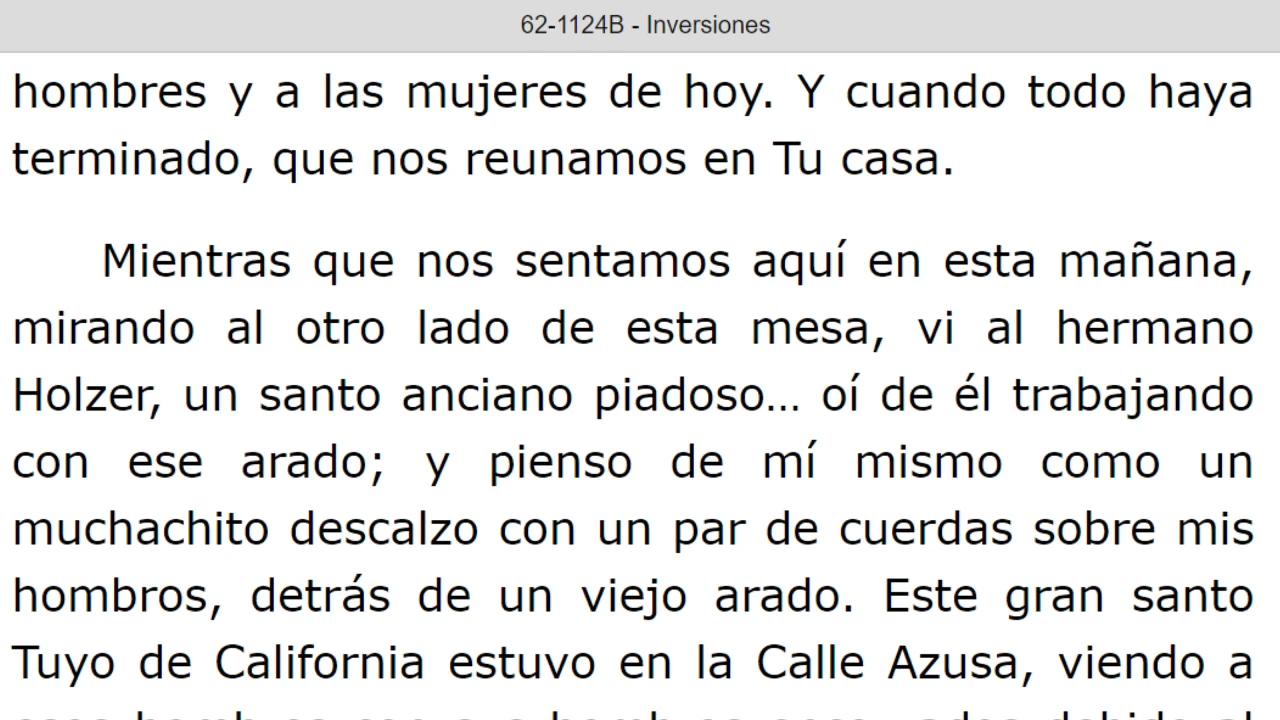 62-1124B - Inversiones
hombres y a las mujeres de hoy. Y cuando todo haya
terminado, que nos reunamos en Tu casa.
Mientras que nos sentamos aquí en esta mañana,
mirando al otro lado de esta mesa, vi al hermano
Holzer, un santo anciano piadoso... oí de él trabajando
con ese arado; y pienso de mí mismo como un
muchachito descalzo con un par de cuerdas sobre mis
hombros, detrás de un viejo arado. Este gran santo
Tuyo de California estuvo en la Calle Azusa, viendo a